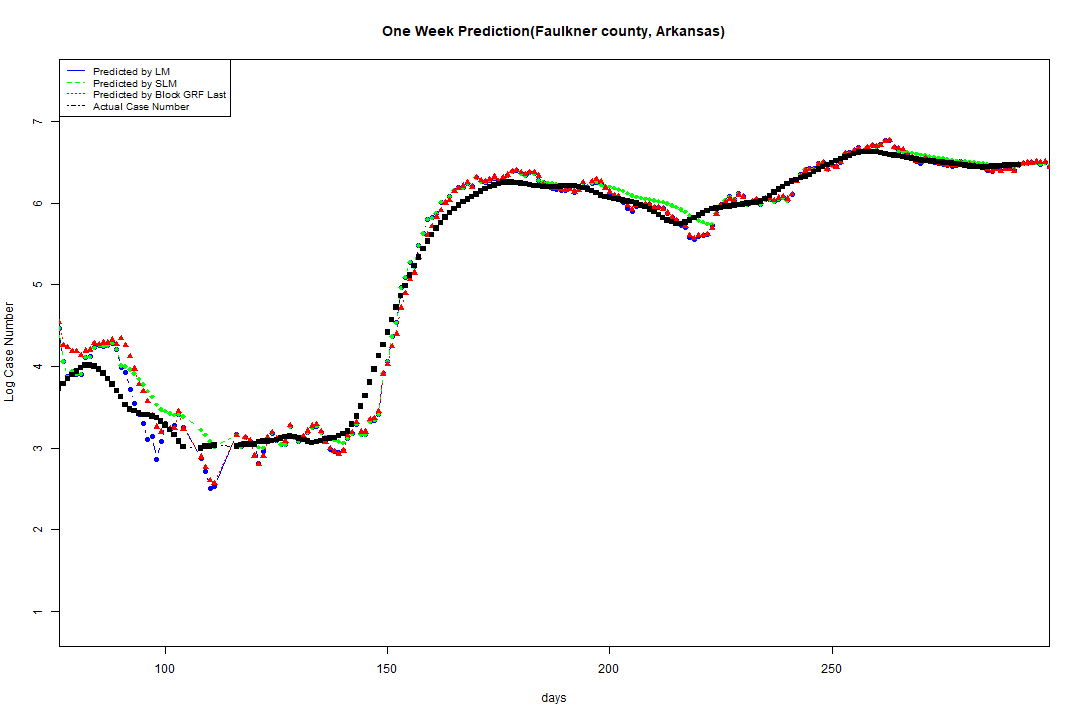 One Week Prediction(Faulkner county, Arkansas)
Predicted by LM
Predicted by SLM
Predicted by Block GRF Last
Actual Case Number
7
6
5
4
3
2
1
Log Case Number
100 150 200 250
days